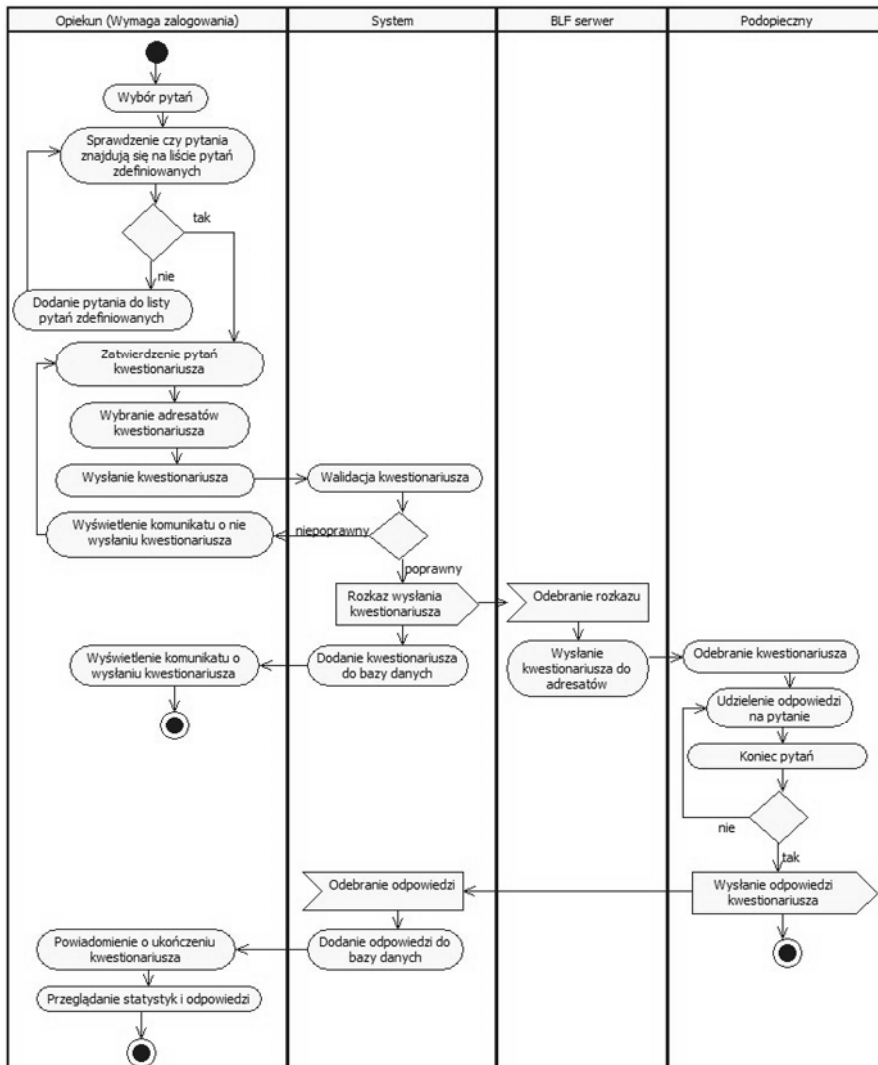 Opiekun (Wymaga zalogowania)
System
BLF serwer
Podopieczny
Wybór pytań
Sprawdzenie czy pytania
znajdują się na liście pytań
zdefiniowanych
tak
nie
Dodanie pytania do listy
pytań zdefiniowanych
Zatwierdzenie pytań
kwestionariusza
Wybranie adresatów
kwestionariusza
Wysłanie kwestionariusza
Walidacja kwestionariusza
Wyświetlenie komunikatu o nie
wysłaniu kwestionariusza
niepoprawny
poprawny
Rozkaz wysłania
kwestionariusza
Odebranie rozkazu
Wyświetlenie komunikatu o
wysłaniu kwestionariusza
Dodanie kwestionariusza
do bazy danych
Wysłanie
kwestionariusza do
adresatów
Odebranie kwestionariusza
Udzielenie odpowiedzi
na pytanie
Koniec pytań
nie
tak
Odebranie odpowiedzi
Wysłanie odpowiedzi
kwestionariusza
Powiadomienie o ukończeniu
kwestionariusza
Dodanie odpowiedzi do
bazy danych
Przeglądanie statystyk i odpowiedzi